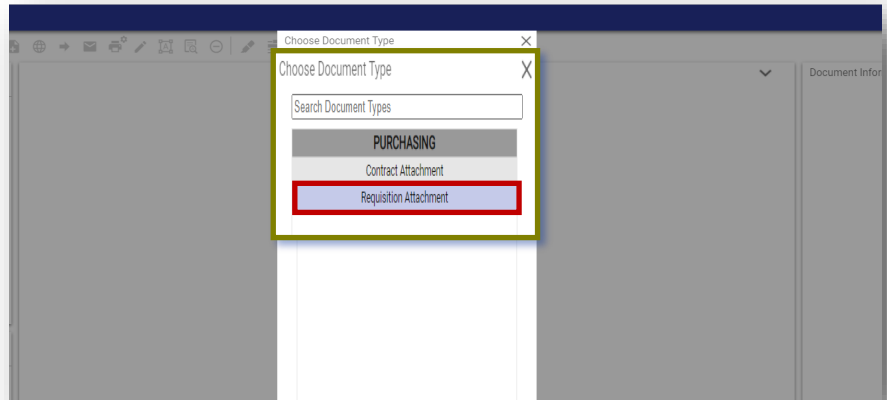 Choose Document Type
Document Infor
Choose Document Type
Search Document Types
PURCHASING
Contract Attachment
Requisition Attachment